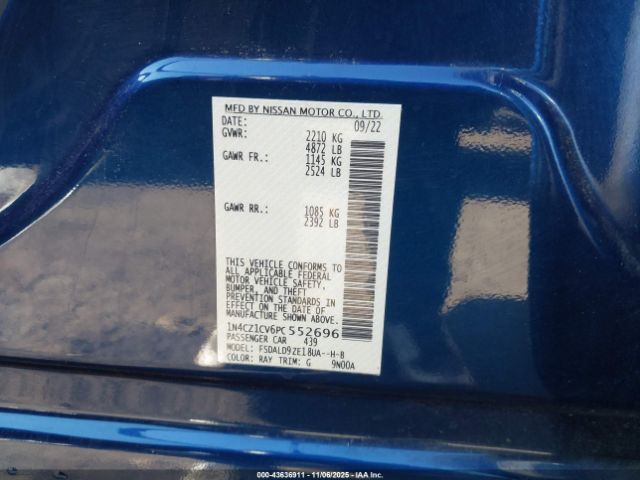 MFD BY NISSAN MOTOR CO., LTD.
DATE: 09/22
GVWR: 2210 KG
4872 LB
GAWR FR.: 1145 KG
2524 LB
GAWR RR.: 1085 KG
2392 LB
THIS VEHICLE CONFORMS TO
ALL APPLICABLE FEDERAL
MOTOR VEHICLE SAFETY,
BUMPER, AND THEFT
PREVENTION STANDARDS IN
EFFECT ON THE DATE OF
MANUFACTURE SHOWN ABOVE.
1N4CZ1CV6PC552696
PASSENGER CAR 439
MODEL: FSDALD9ZE18UA--H-B
COLOR: RAY TRIM: G 9N00A
000-43636911 - 11/06/2025 - IAACM